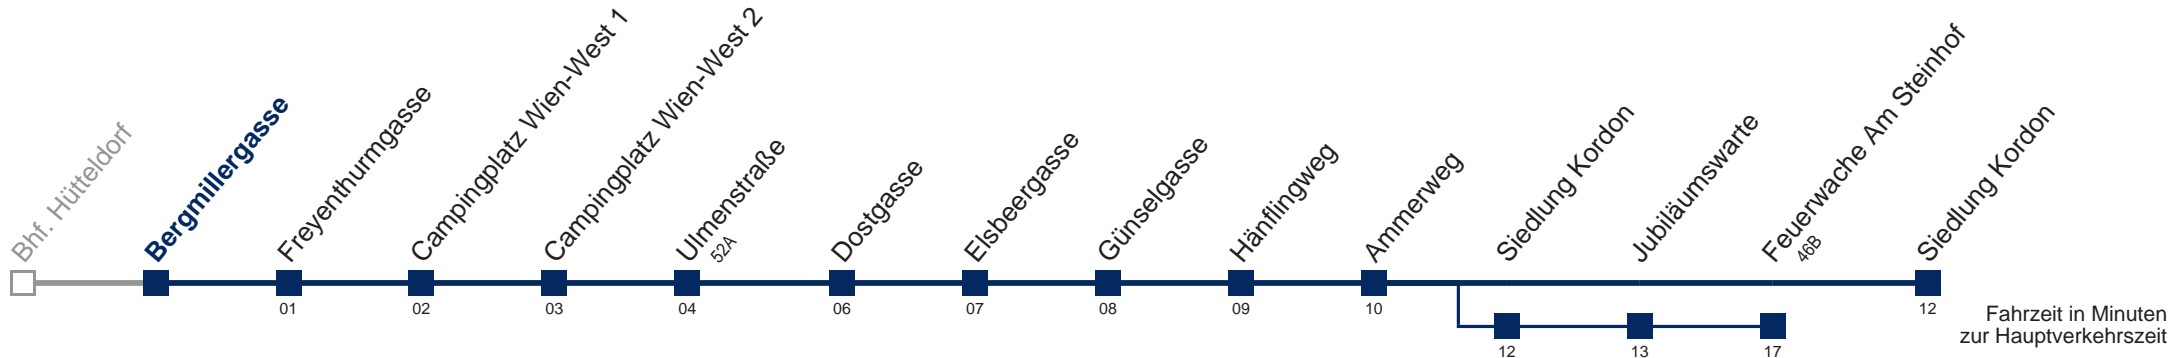 Bhf. Hütteldorf
Bergmillergasse
Freyenthurmgasse
01
Campingplatz Wien-West 1
02
Campingplatz Wien-West 2
03
Ulmenstraße
52A
04
Dostgasse
06
Elsbeergasse
07
Günselgasse
08
Hänflingweg
09
Ammerweg
10
Siedlung Kordon
12
Jubiläumswarte
13
Feuerwache Am Steinhof
46B
17
Siedlung Kordon
12
Fahrzeit in Minuten
zur Hauptverkehrszeit